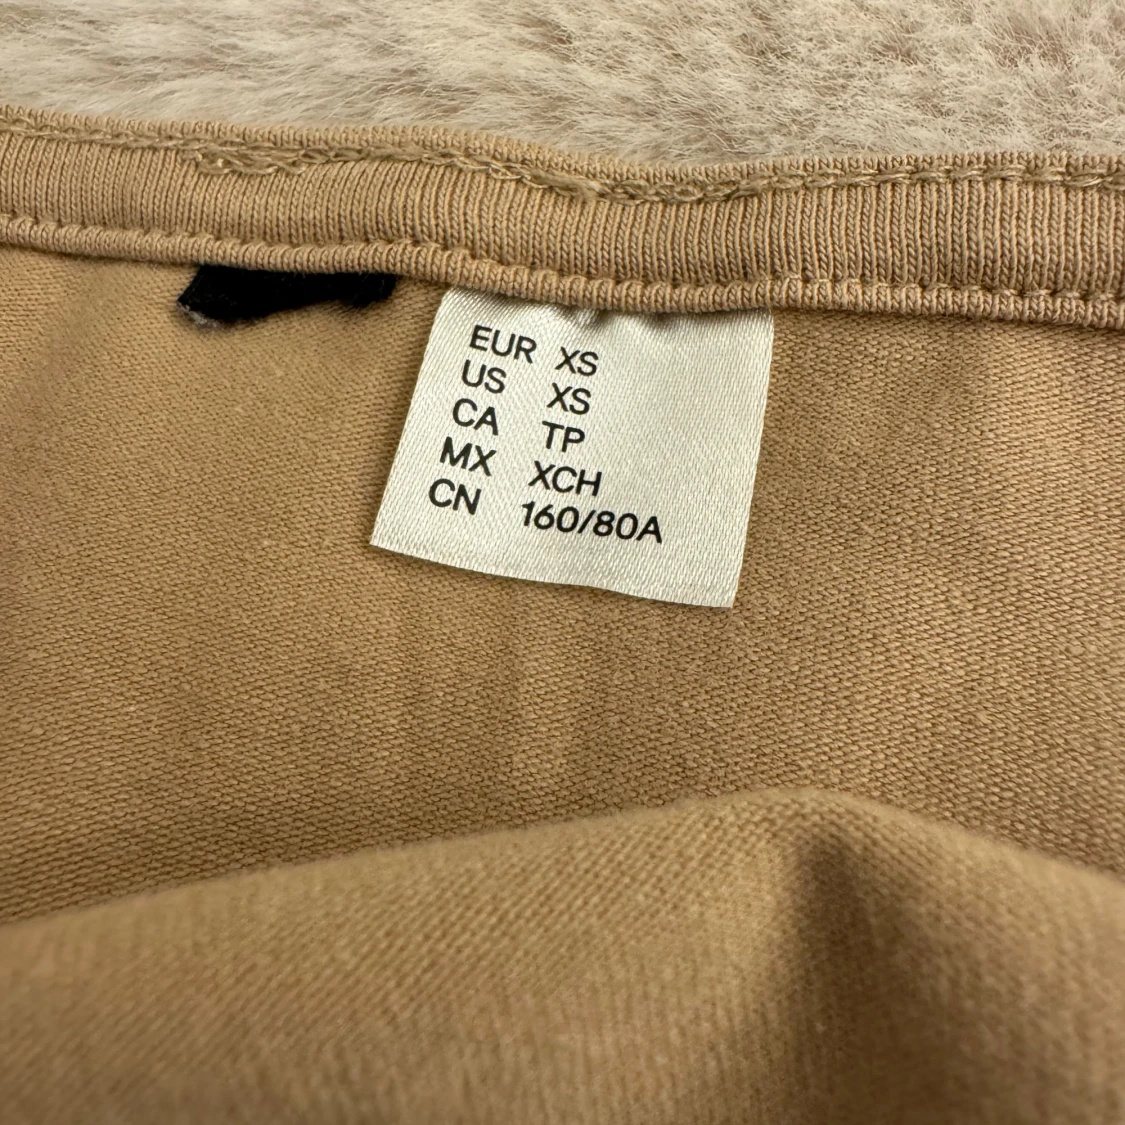 EUR XS
US XS
CA TP
MX XCH
CN 160/80A